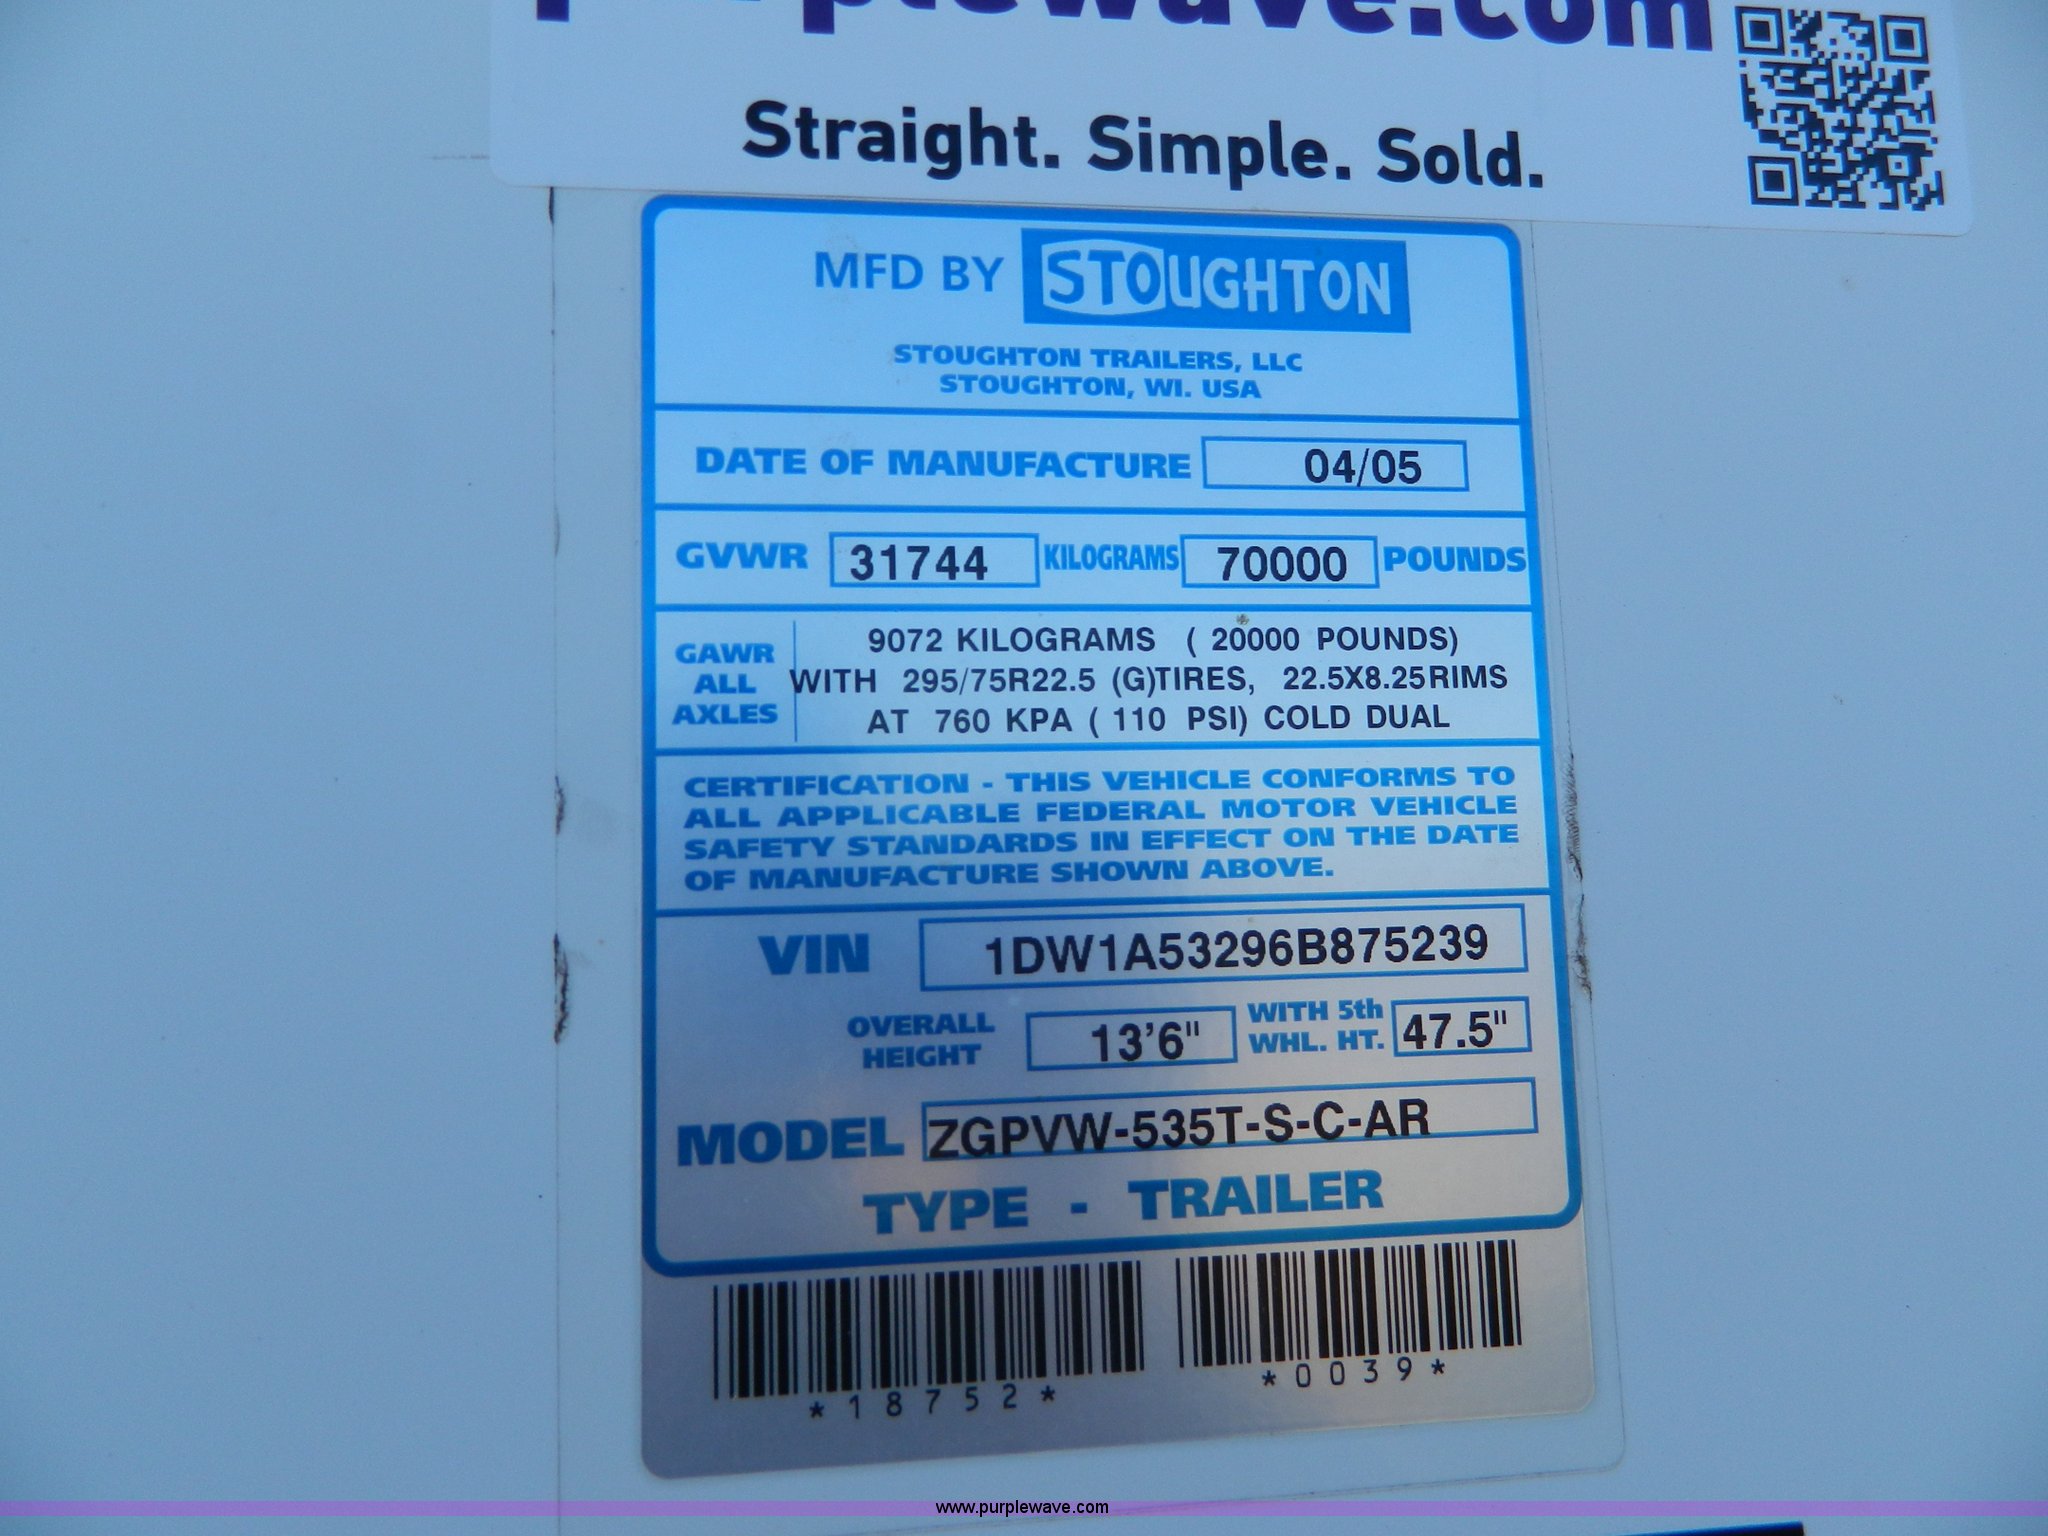 purplewave.com
Straight. Simple. Sold.
MFD BY STOUGHTON
STOUGHTON TRAILERS, LLC
STOUGHTON, WI. USA
DATE OF MANUFACTURE 04/05
GVWR 31744 KILOGRAMS 70000 POUNDS
GAWR ALL AXLES
9072 KILOGRAMS ( 20000 POUNDS)
WITH 295/75R22.5 (G)TIRES, 22.5X8.25RIMS
AT 760 KPA ( 110 PSI) COLD DUAL
CERTIFICATION - THIS VEHICLE CONFORMS TO
ALL APPLICABLE FEDERAL MOTOR VEHICLE
SAFETY STANDARDS IN EFFECT ON THE DATE
OF MANUFACTURE SHOWN ABOVE.
VIN 1DW1A53296B875239
OVERALL HEIGHT 13'6" WITH 5th WHL. HT. 47.5"
MODEL ZGPVW-535T-S-C-AR
TYPE - TRAILER
*18752* *0039*
www.purplewave.com